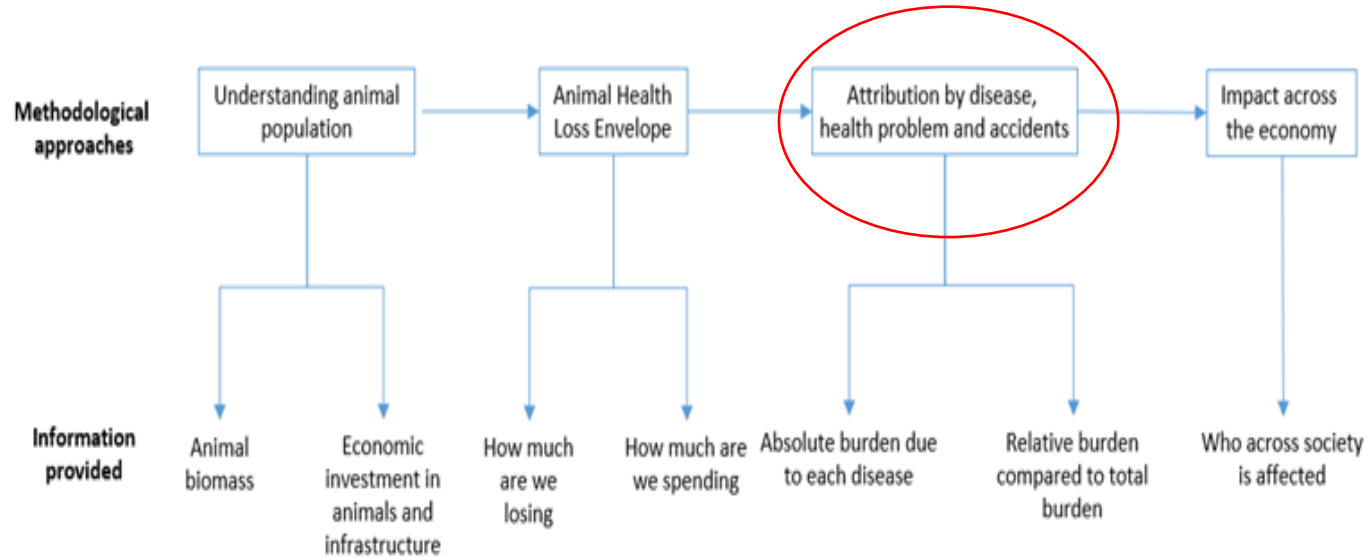 Methodological
approaches
Understanding animal
population
Animal Health
Loss Envelope
Attribution by disease,
health problem and accidents
Impact across
the economy
Information
provided
Animal
biomass
Economic
investment in
animals and
infrastructure
How much
are we
losing
How much are
we spending
Absolute burden due
to each disease
Relative burden
compared to total
burden
Who across society
is affected